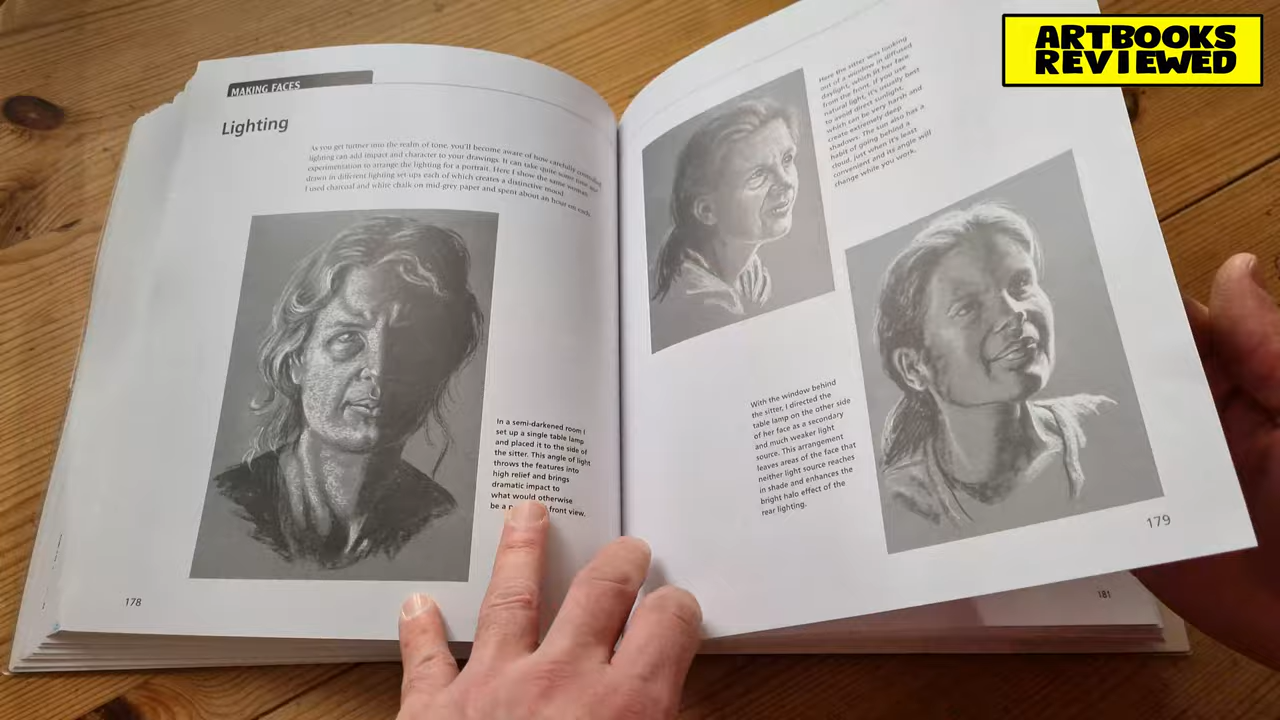 ARTBOOKS
REVIEWED
MAKING FACES
Lighting
As you get further into the realm of tone, you'll become aware of how carefully controlled
lighting can add impact and character to your drawings. It can take quite some time and
experimentation to arrange the lighting for a portrait. Here I show the same woman
drawn in different lighting set-ups each of which creates a distinctive mood.
I used charcoal and white chalk on mid-grey paper and spent about an hour on each.
In a semi-darkened room I
set up a single table lamp
and placed it to the side of
the sitter. This angle of light
throws the features into
high relief and brings
dramatic impact to
what would otherwise
be a front view.
178
Here the sitter was looking
out of a window in diffused
daylight, which lit her face
from the front. If you use
natural light, it's usually best
to avoid direct sunlight,
which can be very harsh and
create extremely deep
shadows. The sun also has a
habit of going behind a
cloud, just when it's least
convenient and its angle will
change while you work.
With the window behind
the sitter, I directed the
table lamp on the other side
of her face as a secondary
and much weaker light
source. This arrangement
leaves areas of the face that
neither light source reaches
in shade and enhances the
bright halo effect of the
rear lighting.
179
181